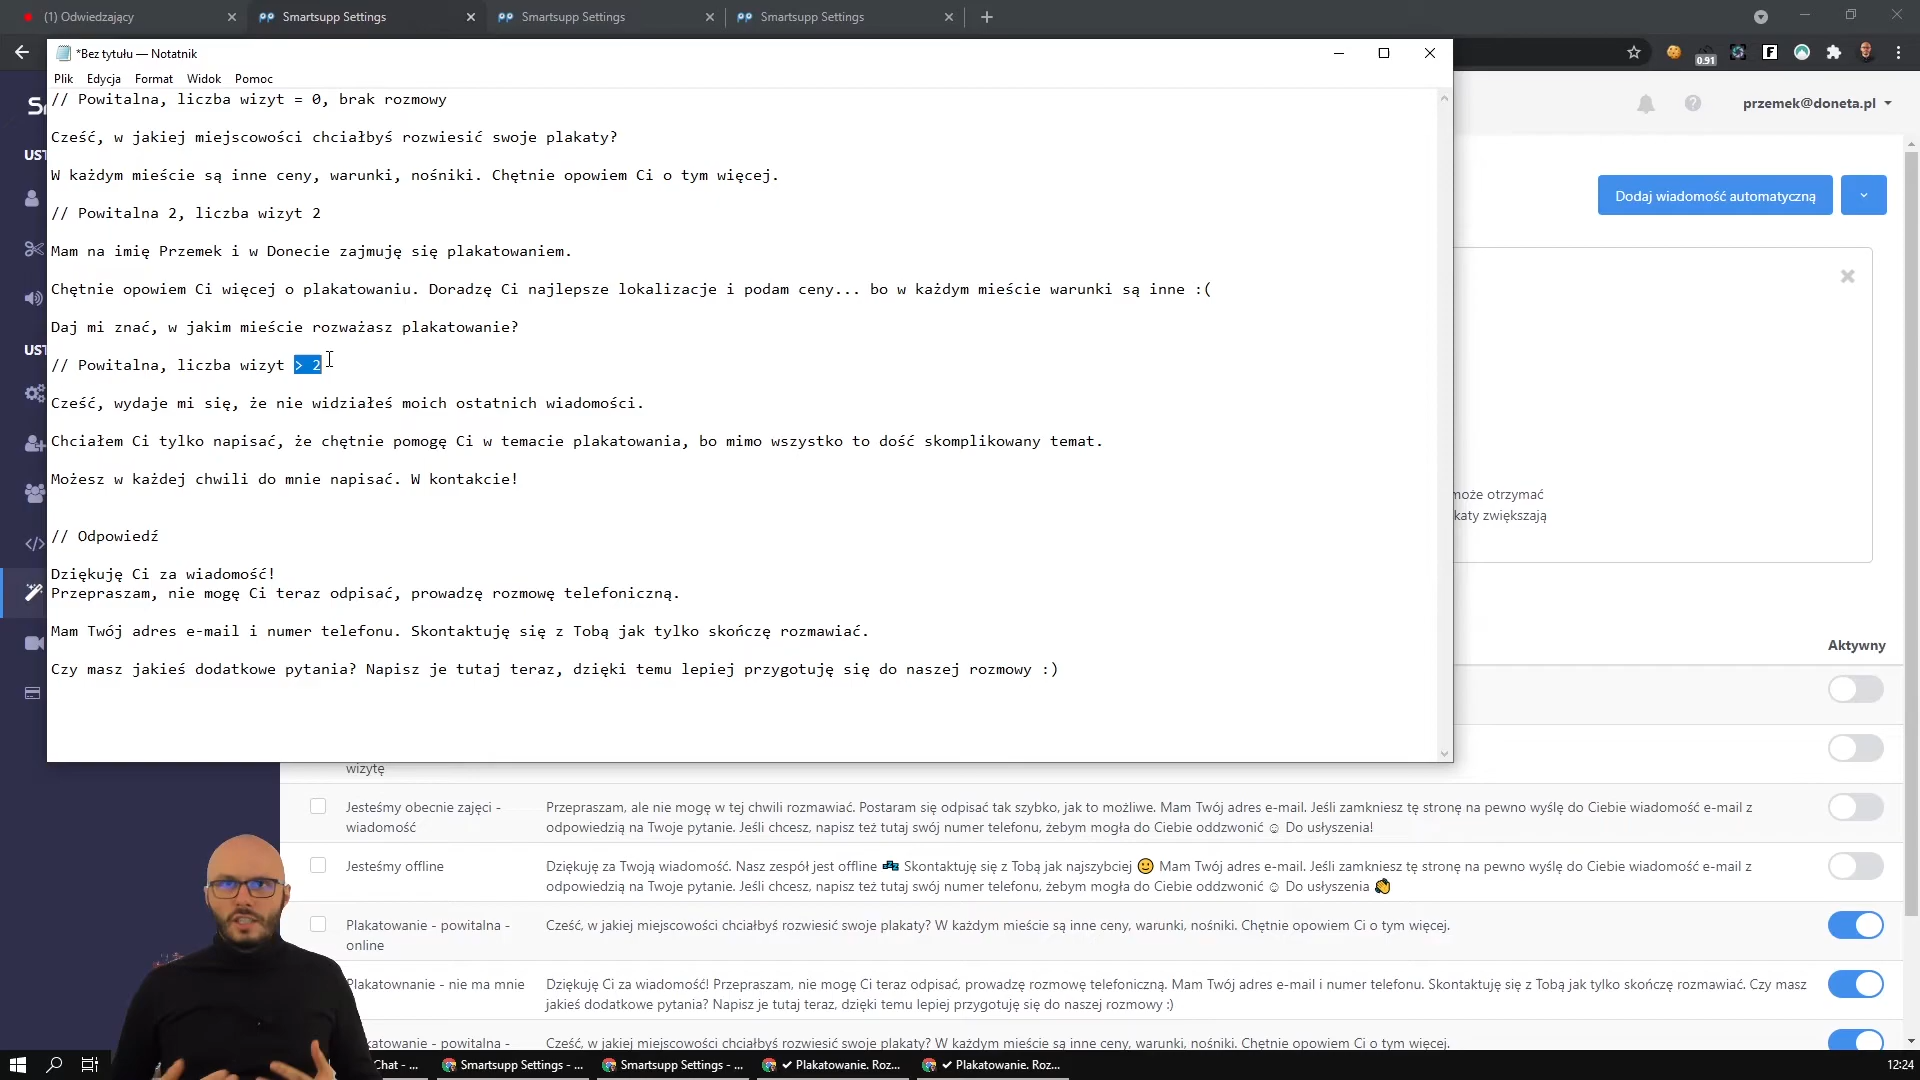 (1) Odwiedzający
Smartsupp Settings
Smartsupp Settings
Smartsupp Settings
*Bez tytułu — Notatnik
Plik Edycja Format Widok Pomoc
0.91
przemek@doneta.pl
// Powitalna, liczba wizyt = 0, brak rozmowy
Cześć, w jakiej miejscowości chciałbyś rozwiesić swoje plakaty?
W każdym mieście są inne ceny, warunki, nośniki. Chętnie opowiem Ci o tym więcej.
// Powitalna 2, liczba wizyt 2
Mam na imię Przemek i w Donecie zajmuję się plakatowaniem.
Chętnie opowiem Ci więcej o plakatowaniu. Doradzę Ci najlepsze lokalizacje i podam ceny... bo w każdym mieście warunki są inne :(
Daj mi znać, w jakim mieście rozważasz plakatowanie?
// Powitalna, liczba wizyt > 2
Cześć, wydaje mi się, że nie widziałeś moich ostatnich wiadomości.
Chciałem Ci tylko napisać, że chętnie pomogę Ci w temacie plakatowania, bo mimo wszystko to dość skomplikowany temat.
Możesz w każdej chwili do mnie napisać. W kontakcie!
// Odpowiedź
Dziękuję Ci za wiadomość!
Przepraszam, nie mogę Ci teraz odpisać, prowadzę rozmowę telefoniczną.
Mam Twój adres e-mail i numer telefonu. Skontaktuję się z Tobą jak tylko skończę rozmawiać.
Czy masz jakieś dodatkowe pytania? Napisz je tutaj teraz, dzięki temu lepiej przygotuję się do naszej rozmowy :)
UST
UST
Dodaj wiadomość automatyczną
może otrzymać
katy zwiększają
Aktywny
wizytę
Jesteśmy obecnie zajęci -
wiadomość
Przepraszam, ale nie mogę w tej chwili rozmawiać. Postaram się odpisać tak szybko, jak to możliwe. Mam Twój adres e-mail. Jeśli zamkniesz tę stronę na pewno wyślę do Ciebie wiadomość e-mail z
odpowiedzią na Twoje pytanie. Jeśli chcesz, napisz też tutaj swój numer telefonu, żebym mogła do Ciebie oddzwonić ☺ Do usłyszenia!
Jesteśmy offline
Dziękuję za Twoją wiadomość. Nasz zespół jest offline 💤 Skontaktuję się z Tobą jak najszybciej 🙂 Mam Twój adres e-mail. Jeśli zamkniesz tę stronę na pewno wyślę do Ciebie wiadomość e-mail z
odpowiedzią na Twoje pytanie. Jeśli chcesz, napisz też tutaj swój numer telefonu, żebym mogła do Ciebie oddzwonić ☺ Do usłyszenia 👋
Plakatowanie - powitalna -
online
Cześć, w jakiej miejscowości chciałbyś rozwiesić swoje plakaty? W każdym mieście są inne ceny, warunki, nośniki. Chętnie opowiem Ci o tym więcej.
Plakatownanie - nie ma mnie
Dziękuję Ci za wiadomość! Przepraszam, nie mogę Ci teraz odpisać, prowadzę rozmowę telefoniczną. Mam Twój adres e-mail i numer telefonu. Skontaktuję się z Tobą jak tylko skończę rozmawiać. Czy masz
jakieś dodatkowe pytania? Napisz je tutaj teraz, dzięki temu lepiej przygotuję się do naszej rozmowy :)
katowanie - powitalna -
Cześć, w jakiej miejscowości chciałbyś rozwiesić swoje plakaty? W każdym mieście są inne ceny, warunki, nośniki. Chętnie opowiem Ci o tym więcej.
Chat - ...
Smartsupp Settings - ...
Smartsupp Settings - ...
✓ Plakatowanie. Roz...
✓ Plakatowanie. Roz...
12:24